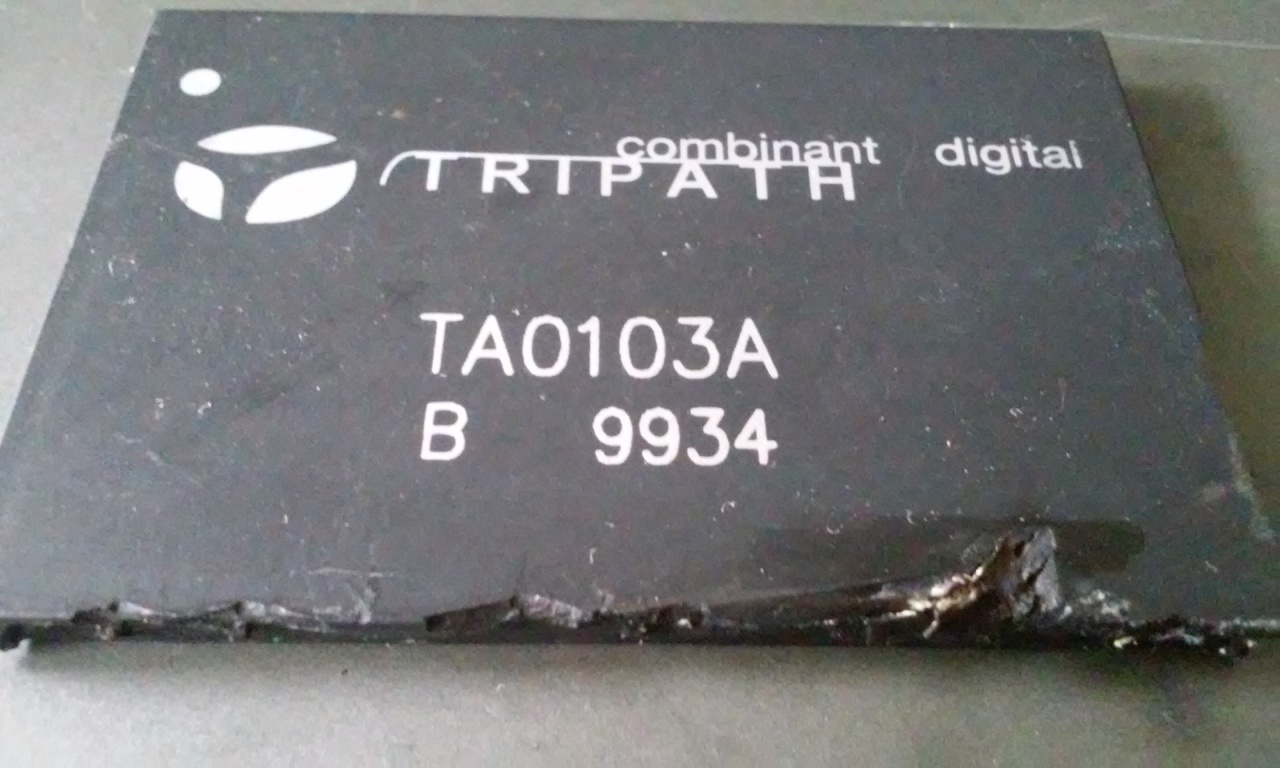 combinant digital
TRIPATH
TA0103A
B 9934